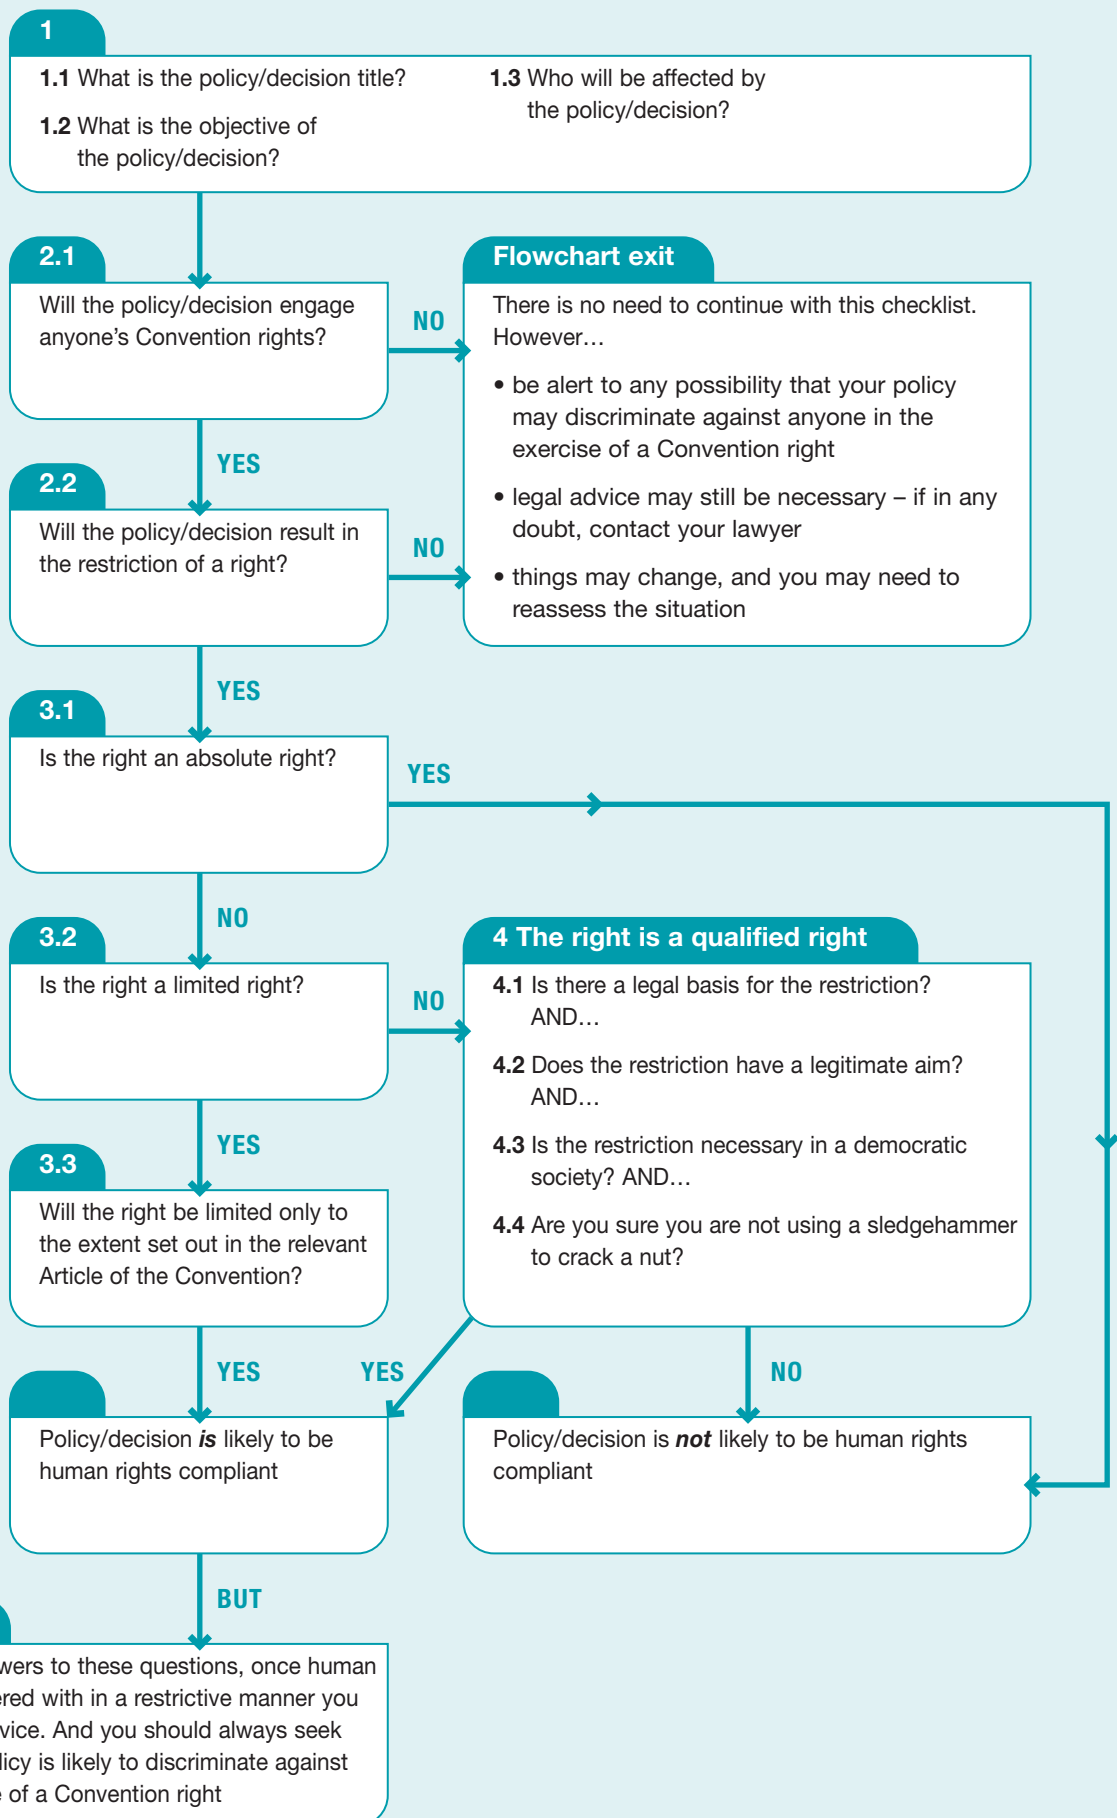 1
1.1 What is the policy/decision title?
1.2 What is the objective of
the policy/decision?
1.3 Who will be affected by
the policy/decision?
2.1
Will the policy/decision engage
anyone's Convention rights?
NO
Flowchart exit
There is no need to continue with this checklist.
However…
• be alert to any possibility that your policy
may discriminate against anyone in the
exercise of a Convention right
• legal advice may still be necessary – if in any
doubt, contact your lawyer
• things may change, and you may need to
reassess the situation
YES
2.2
Will the policy/decision result in
the restriction of a right?
NO
YES
3.1
Is the right an absolute right?
YES
NO
3.2
Is the right a limited right?
NO
4 The right is a qualified right
4.1 Is there a legal basis for the restriction?
AND…
4.2 Does the restriction have a legitimate aim?
AND…
4.3 Is the restriction necessary in a democratic
society? AND…
4.4 Are you sure you are not using a sledgehammer
to crack a nut?
YES
3.3
Will the right be limited only to
the extent set out in the relevant
Article of the Convention?
YES
YES
NO
Policy/decision is likely to be
human rights compliant
Policy/decision is not likely to be human rights
compliant
BUT
to these questions, once human
with in a restrictive manner you
And you should always seek
is likely to discriminate against
of a Convention right